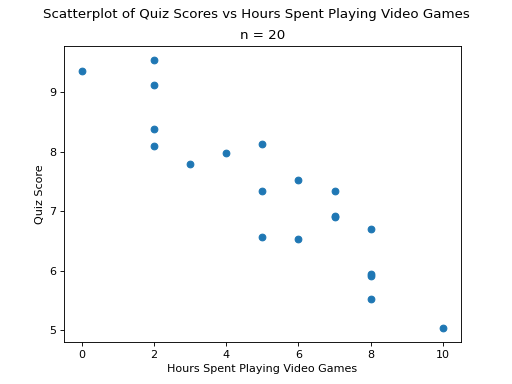 Scatterplot of Quiz Scores vs Hours Spent Playing Video Games
n = 20
9
8
7
6
5
Quiz Score
0 2 4 6 8 10
Hours Spent Playing Video Games